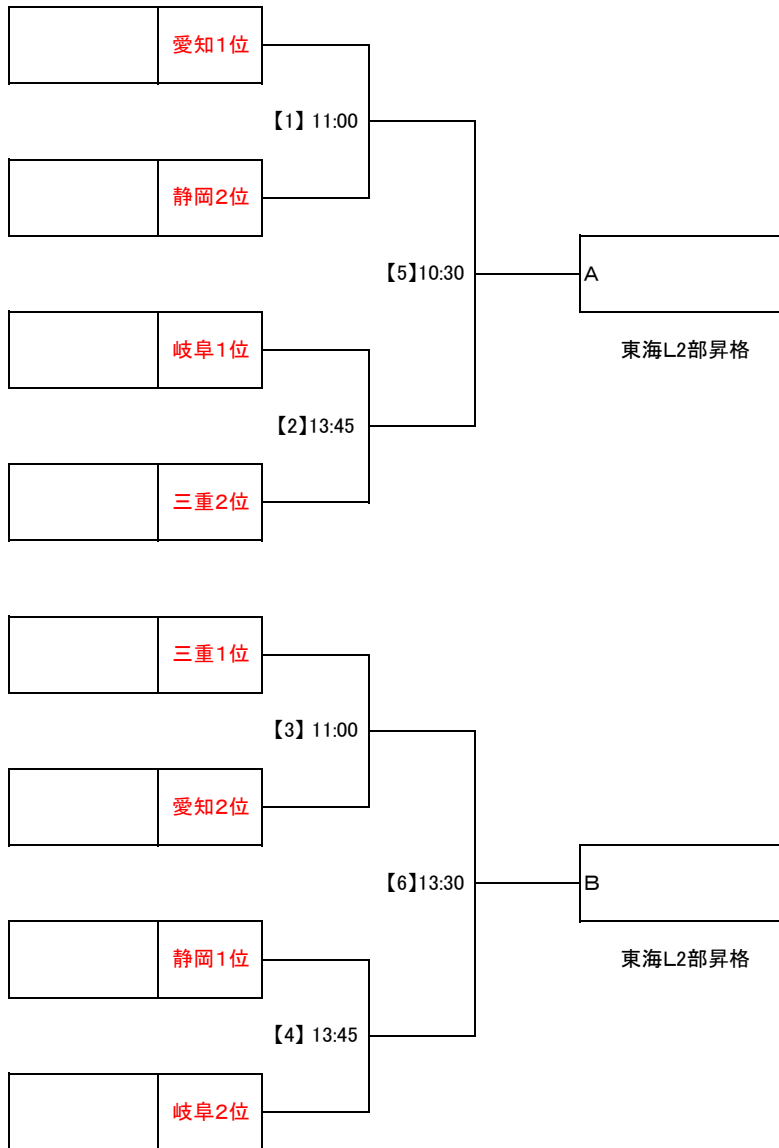 愛知1位
【1】 11:00
静岡2位
【5】10:30
A
岐阜1位
東海L2部昇格
【2】13:45
三重2位
三重1位
【3】 11:00
愛知2位
【6】13:30
B
静岡1位
東海L2部昇格
【4】 13:45
岐阜2位